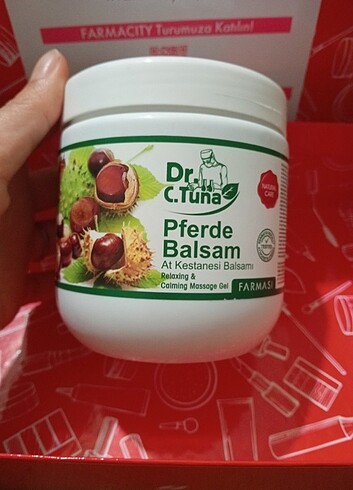 FARMACITY Turumuza Katılın!
Dr.
C.Tuna
NATURAL
CARE
Pferde
Balsam
At Kestanesi Balsamı
Relaxing &
Calming Massage Gel
FARMASİ